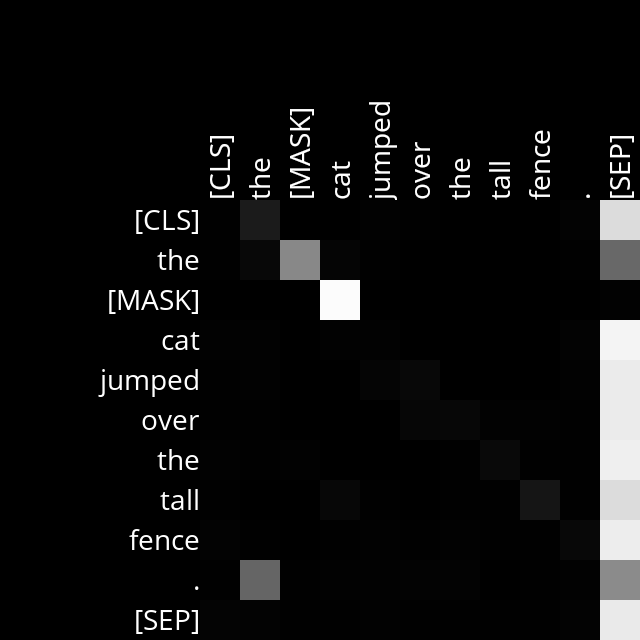 [CLS] the [MASK] cat jumped over the tall fence . [SEP]
[CLS]
the
[MASK]
cat
jumped
over
the
tall
fence
.
[SEP]